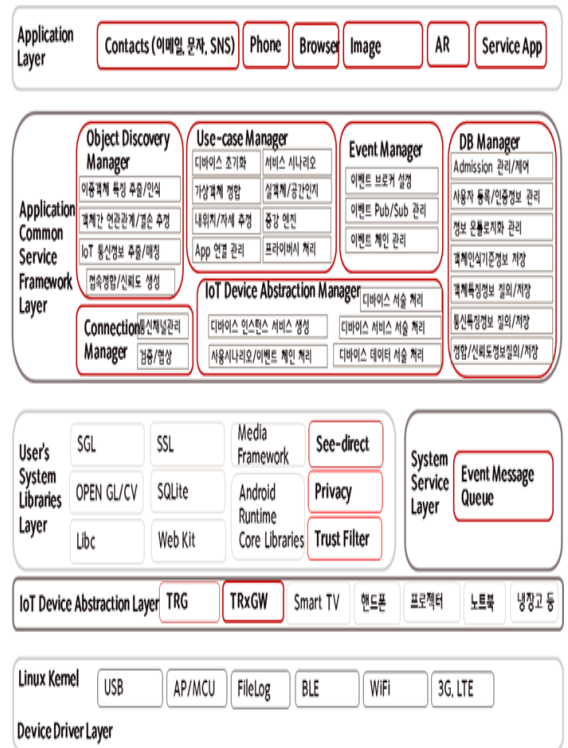 Application
Layer
Contacts (이메일, 문자, SNS)
Phone
Browser
Image
AR
Service App
Application
Common
Service
Framework
Layer
Object Discovery
Manager
이중객체 특징 추출/인식
객체간 연관관계/결손 추정
IoT 통신정보 추출/매칭
접속정합/신뢰도 생성
Connection
Manager
통신채널관리
검증/협상
Use-case Manager
디바이스 초기화
서비스 시나리오
가상객체 정합
실객체/공간인지
내위치/자세 추정
증강 엔진
App 연결 관리
프라이버시 처리
Event Manager
이벤트 브로커 설정
이벤트 Pub/Sub 관리
이벤트 체인 관리
IoT Device Abstraction Manager
디바이스 서술 처리
디바이스 인스턴스 서비스 생성
디바이스 서비스 서술 처리
사용시나리오/이벤트 체인 처리
디바이스 데이터 서술 처리
DB Manager
Admission 관리/제어
사용자 등록/인증정보 관리
정보 온톨로지화 관리
객체인식기준정보 저장
객체특징정보 질의/저장
통신특징정보 질의/저장
정합/신뢰도정보질의/저장
User's
System
Libraries
Layer
SGL
SSL
Media
Framework
See-direct
OPEN GL/CV
SQLite
Android
Runtime
Core Libraries
Privacy
Libc
Web Kit
Trust Filter
System
Service
Layer
Event Message
Queue
IoT Device Abstraction Layer
TRG
TRxGW
Smart TV
핸드폰
프로젝터
노트북
냉장고 등
Linux Kernel
USB
AP/MCU
FileLog
BLE
WiFi
3G, LTE
Device Driver Layer